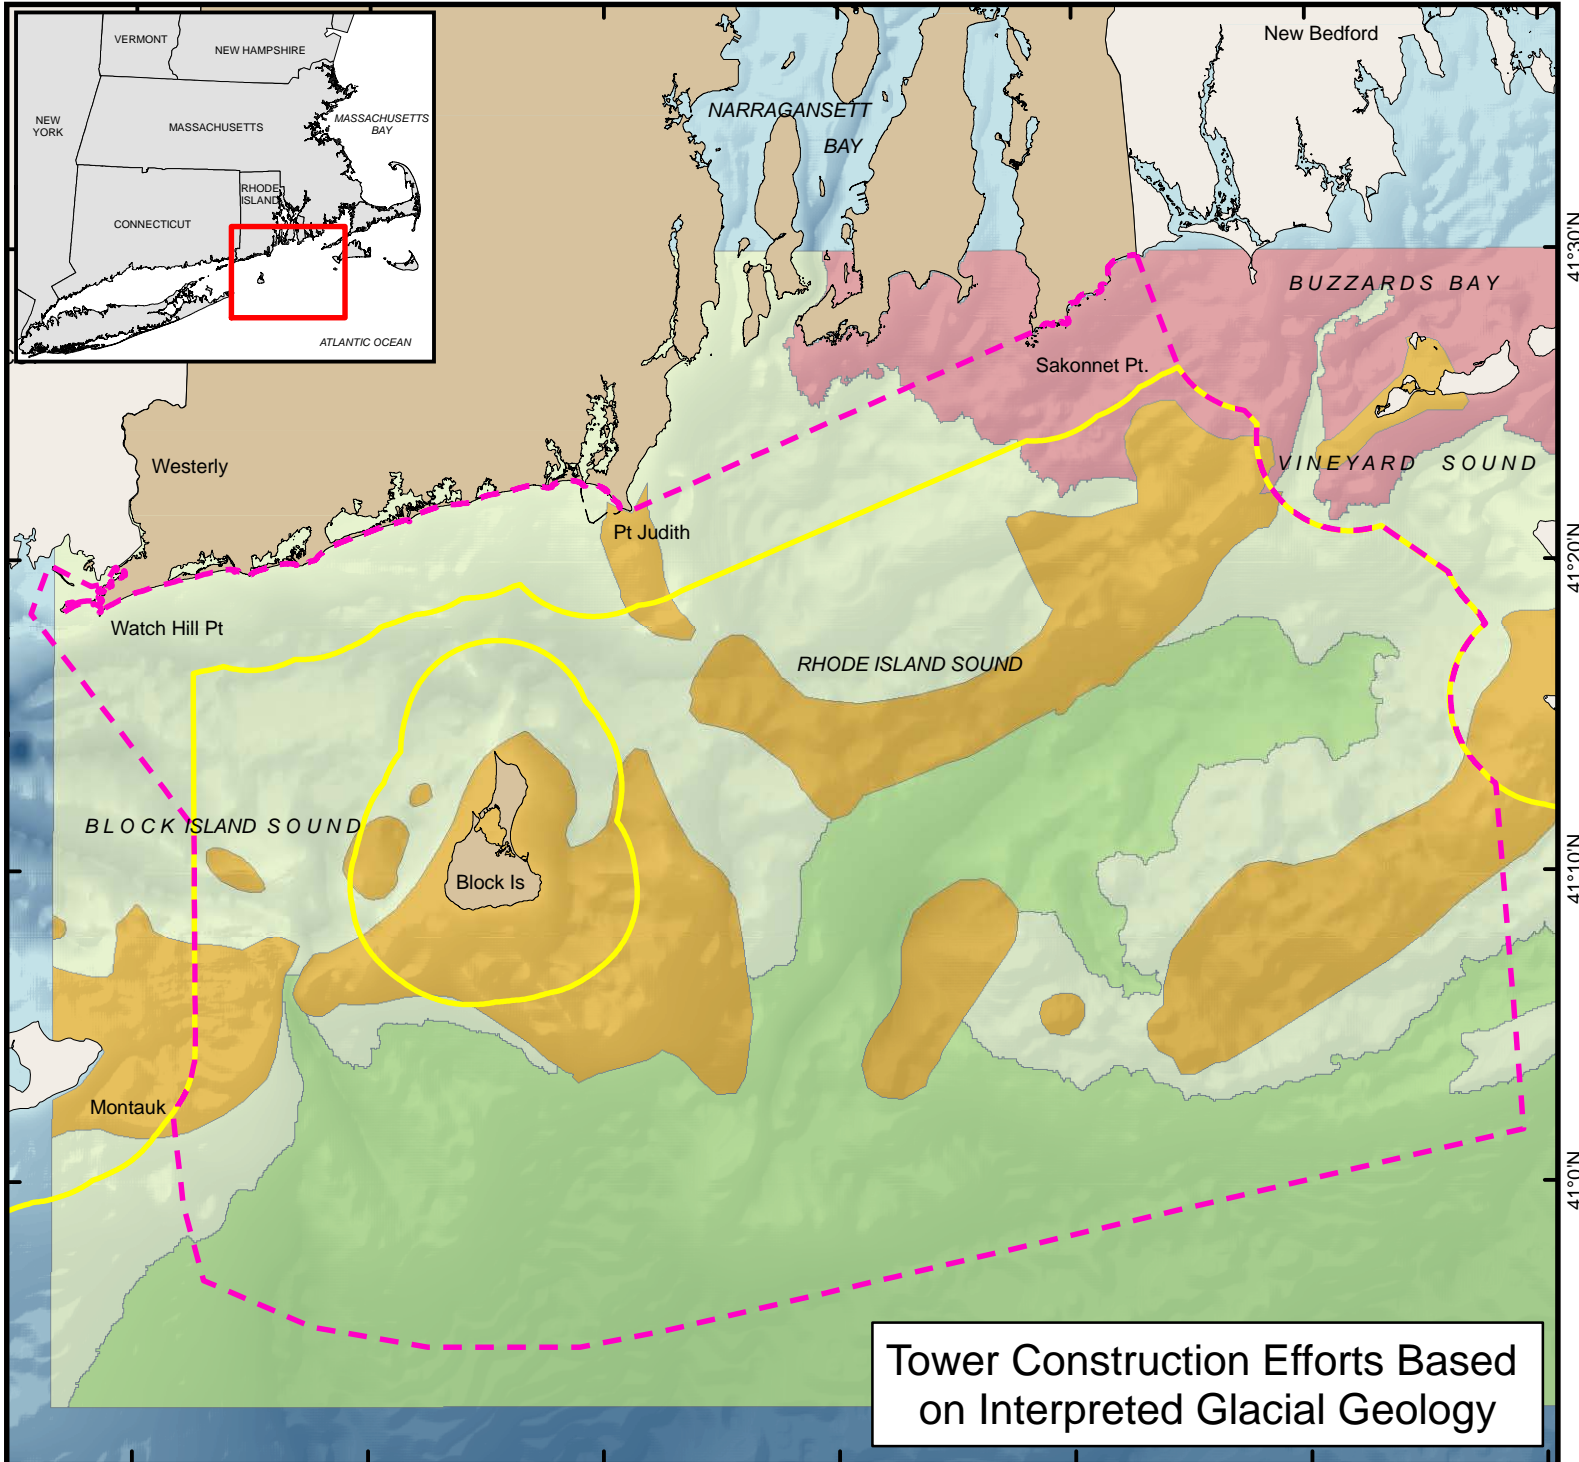 VERMONT
NEW HAMPSHIRE
NEW
YORK
MASSACHUSETTS
MASSACHUSETTS
BAY
RHODE
ISLAND
CONNECTICUT
ATLANTIC OCEAN
New Bedford
NARRAGANSETT
BAY
41°30'N
BUZZARDS BAY
Sakonnet Pt.
Westerly
VINEYARD SOUND
Pt Judith
41°20'N
Watch Hill Pt
RHODE ISLAND SOUND
BLOCK ISLAND SOUND
Block Is
41°10'N
Montauk
41°0'N
Tower Construction Efforts Based
on Interpreted Glacial Geology